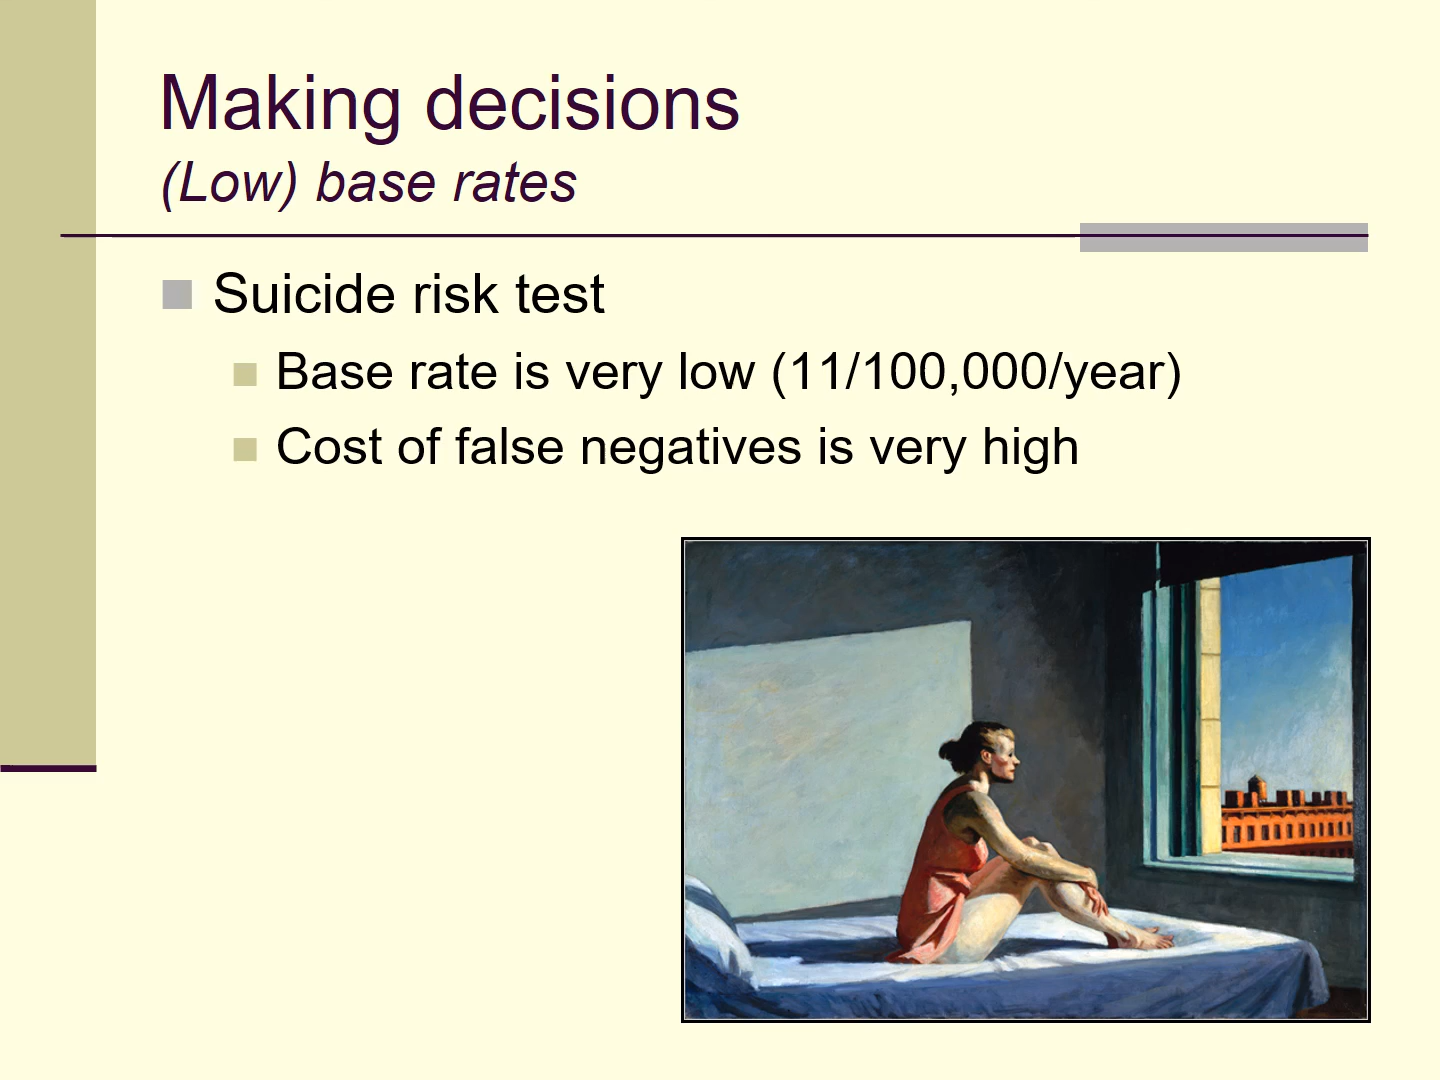 Making decisions
(Low) base rates
Suicide risk test
Base rate is very low (11/100,000/year)
Cost of false negatives is very high